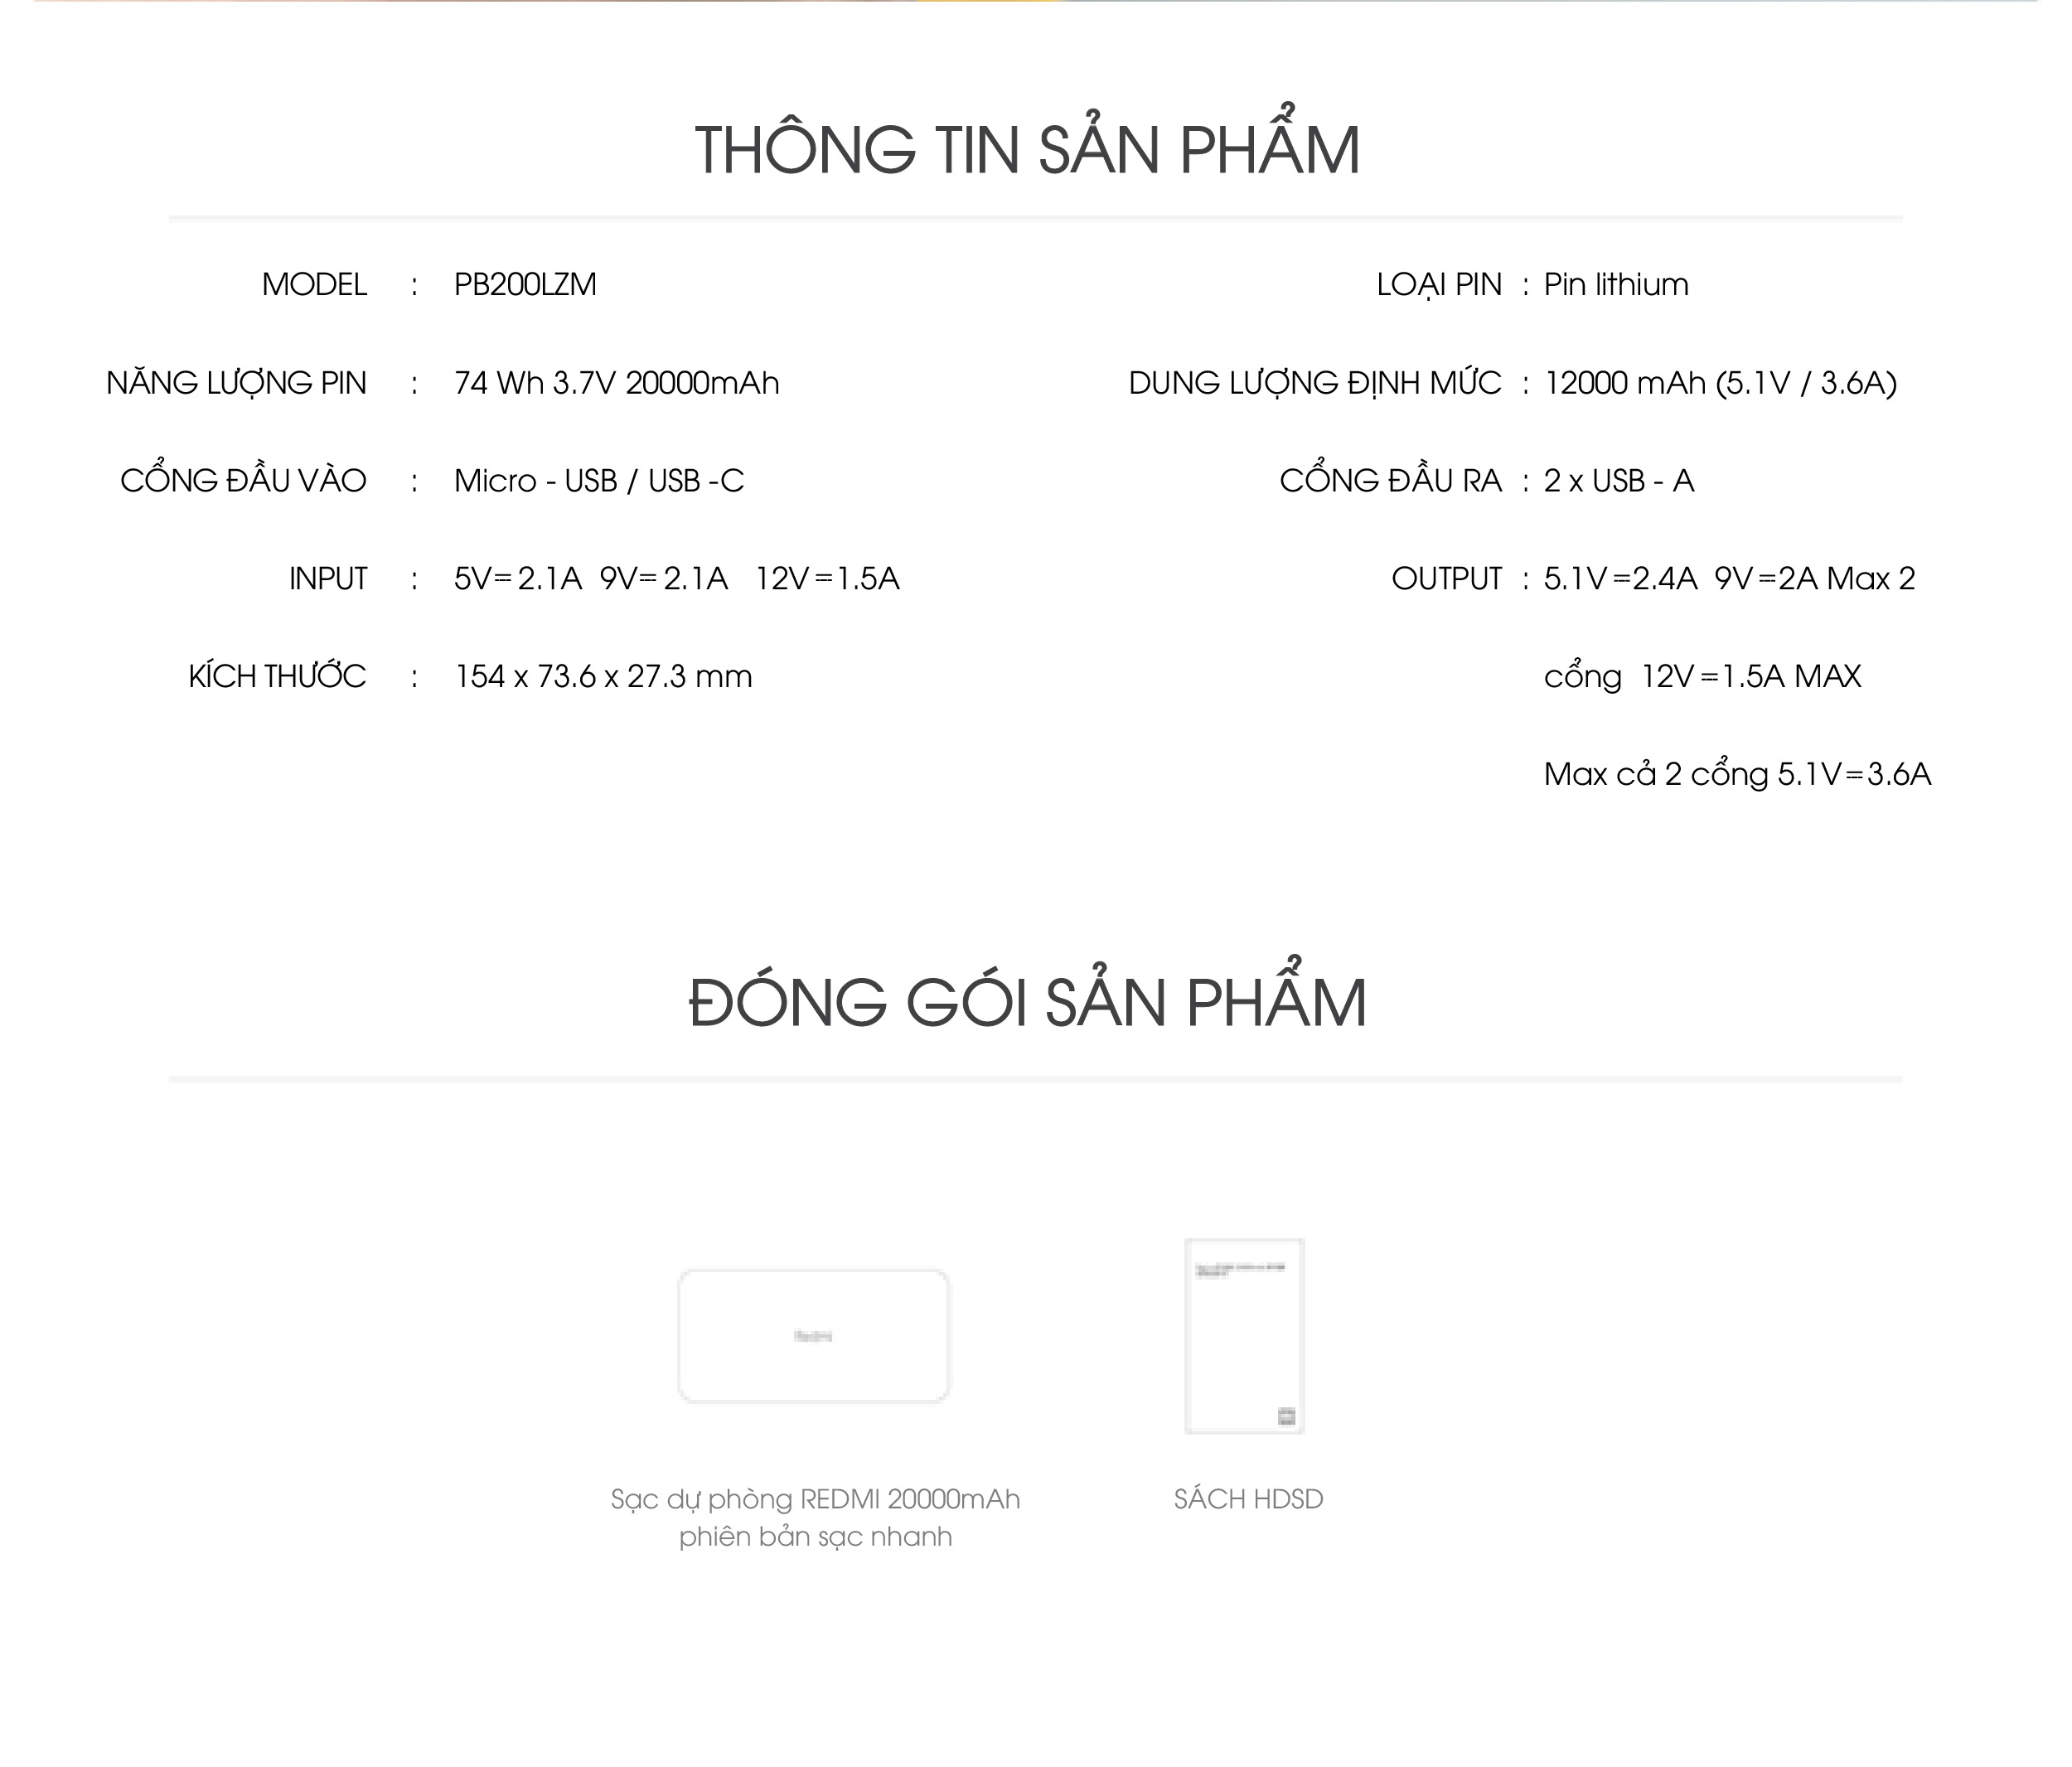 THÔNG TIN SẢN PHẨM
MODEL : PB200LZM
LOẠI PIN : Pin lithium
NĂNG LƯỢNG PIN : 74 Wh 3.7V 20000mAh
DUNG LƯỢNG ĐỊNH MỨC : 12000 mAh (5.1V / 3.6A)
CỔNG ĐẦU VÀO : Micro - USB / USB -C
CỔNG ĐẦU RA : 2 x USB - A
INPUT : 5V⎓2.1A 9V⎓2.1A 12V⎓1.5A
OUTPUT : 5.1V⎓2.4A 9V⎓2A Max 2
KÍCH THƯỚC : 154 x 73.6 x 27.3 mm
cổng 12V⎓1.5A MAX
Max cả 2 cổng 5.1V⎓3.6A
ĐÓNG GÓI SẢN PHẨM
Sạc dự phòng REDMI 20000mAh
phiên bản sạc nhanh
SÁCH HDSD